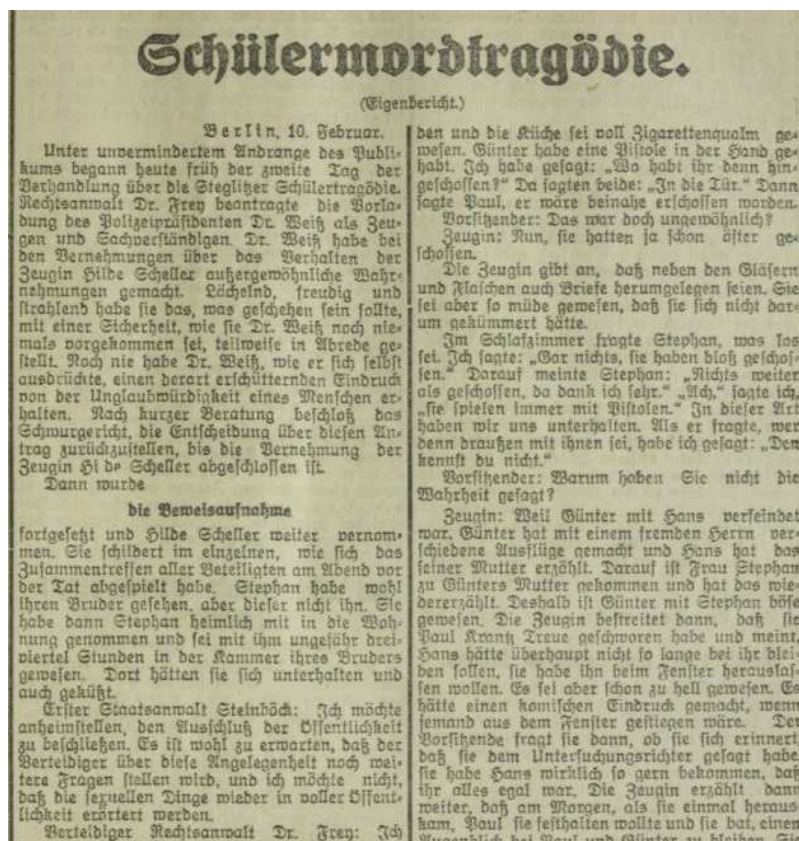 Schülermordtragödie.
(Eigenbericht.)
Berlin, 10. Februar.
Unter unvermindertem Andrange des Publi-
kums begann heute früh der zweite Tag der
Verhandlung über die Steglitzer Schülertragödie.
Rechtsanwalt Dr. Frey beantragte die Vorla-
dung des Polizeipräsidenten Dr. Weiß als Zeu-
gen und Sachverständigen. Dr. Weiß habe bei
den Vernehmungen über das Verhalten der
Zeugin Hilde Scheller außergewöhnliche Wahr-
nehmungen gemacht. Lächelnd, freudig und
strahlend habe sie das, was geschehen sein sollte,
mit einer Sicherheit, wie sie Dr. Weiß noch nie-
mals vorgekommen sei, teilweise in Abrede ge-
stellt. Noch nie habe Dr. Weiß, wie er sich selbst
ausdrückte, einen derart erschütternden Eindruck
von der Unglaubwürdigkeit eines Menschen er-
halten. Nach kurzer Beratung beschloß das
Schwurgericht, die Entscheidung über diesen An-
trag zurückzustellen, bis die Vernehmung der
Zeugin Hi de Scheller abgeschlossen ist.
Dann wurde
die Beweisaufnahme
fortgesetzt und Hilde Scheller weiter vernom-
men. Sie schildert im einzelnen, wie sich das
Zusammentreffen aller Beteiligten am Abend vor
der Tat abgespielt habe. Stephan habe wohl
ihren Bruder gesehen, aber dieser nicht ihn. Sie
habe dann Stephan heimlich mit in die Woh-
nung genommen und sei mit ihm ungefähr drei-
viertel Stunden in der Kammer ihres Bruders
gewesen. Dort hätten sie sich unterhalten und
auch geküßt.
Erster Staatsanwalt Steinböck: Ich möchte
anheimstellen, den Ausschluß der Öffentlichkeit
zu beschließen. Es ist wohl zu erwarten, daß der
Verteidiger über diese Angelegenheit noch wei-
tere Fragen stellen wird, und ich möchte nicht,
daß die sexuellen Dinge wieder in voller Öffent-
lichkeit erörtert werden.
Verteidiger Rechtsanwalt Dr. Frey: Ich
den und die Küche sei voll Zigarettenqualm ge-
wesen. Günter habe eine Pistole in der Hand ge-
habt. Ich habe gesagt: „Wo habt ihr denn hin-
geschossen?“ Da sagten beide: „In die Tür.“ Dann
sagte Paul, er wäre beinahe erschossen worden.
Vorsitzender: Das war doch ungewöhnlich?
Zeugin: Nun, sie hatten ja schon öfter ge-
schossen.
Die Zeugin gibt an, daß neben den Gläsern
und Flaschen auch Briefe herumgelegen seien. Sie
sei aber so müde gewesen, daß sie sich nicht dar-
um gekümmert hätte.
Im Schlafzimmer fragte Stephan, was los
sei. Ich sagte: „Gar nichts, sie haben bloß geschos-
sen.“ Darauf meinte Stephan: „Nichts weiter
als geschossen, da dank ich sehr.“ „Ach,“ sagte ich,
„sie spielen immer mit Pistolen.“ In dieser Art
haben wir uns unterhalten. Als er fragte, wer
denn draußen mit ihnen sei, habe ich gesagt: „Den
kennst du nicht.“
Vorsitzender: Warum haben Sie nicht die
Wahrheit gesagt?
Zeugin: Weil Günter mit Hans verfeindet
war. Günter hat mit einem fremden Herrn ver-
schiedene Ausflüge gemacht und Hans hat das
seiner Mutter erzählt. Darauf ist Frau Stephan
zu Günters Mutter gekommen und hat das wie-
dererzählt. Deshalb ist Günter mit Stephan böse
gewesen. Die Zeugin bestreitet dann, daß sie
Paul Krantz Treue geschworen habe und meint,
Hans hätte überhaupt nicht so lange bei ihr blei-
ben sollen, sie habe ihn beim Fenster herauslas-
sen wollen. Es sei aber schon zu hell gewesen. Es
hätte einen komischen Eindruck gemacht, wenn
jemand aus dem Fenster gestiegen wäre. Der
Vorsitzende fragt sie dann, ob sie sich erinnert
daß sie dem Untersuchungsrichter gesagt habe
sie habe Hans wirklich so gern bekommen, daß
ihr alles egal war. Die Zeugin erzählt dann
weiter, daß am Morgen, als sie einmal heraus
kam, Paul sie festhalten wollte und sie bat, einen
Augenblick bei Paul und Günter zu bleiben. Sie